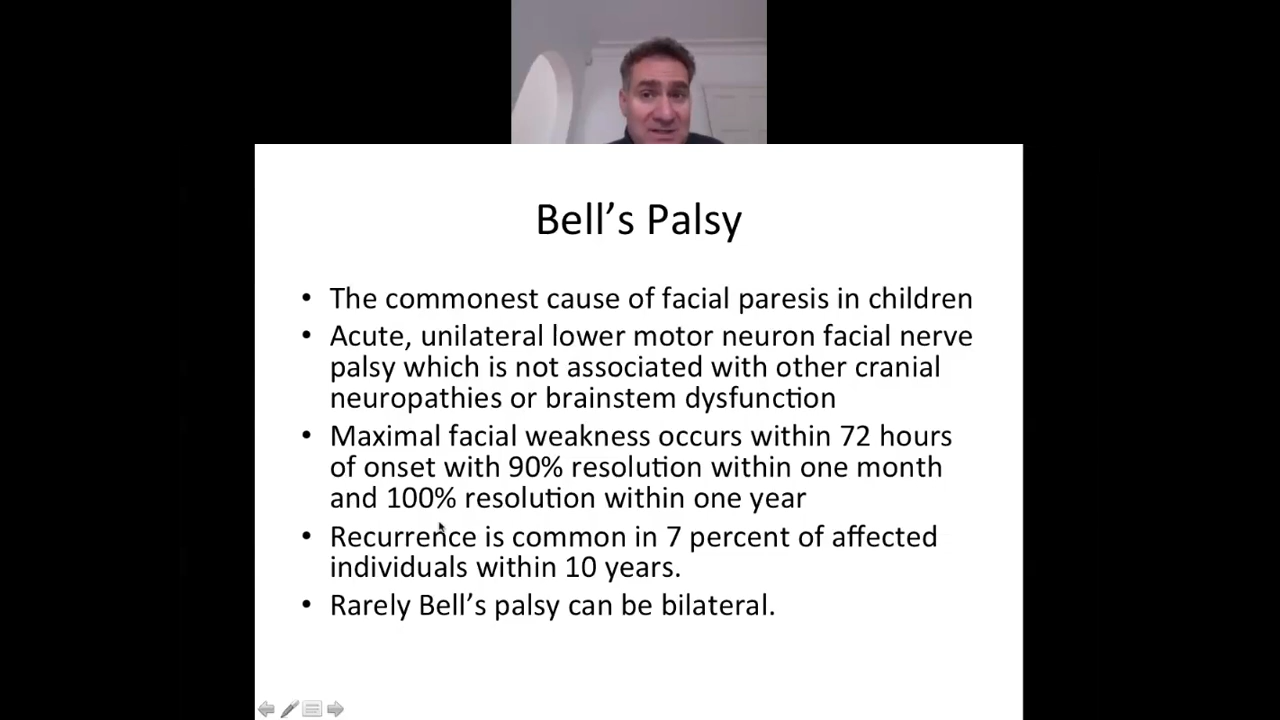 Bell’s Palsy
• The commonest cause of facial paresis in children
• Acute, unilateral lower motor neuron facial nerve
palsy which is not associated with other cranial
neuropathies or brainstem dysfunction
• Maximal facial weakness occurs within 72 hours
of onset with 90% resolution within one month
and 100% resolution within one year
• Recurrence is common in 7 percent of affected
individuals within 10 years.
• Rarely Bell’s palsy can be bilateral.